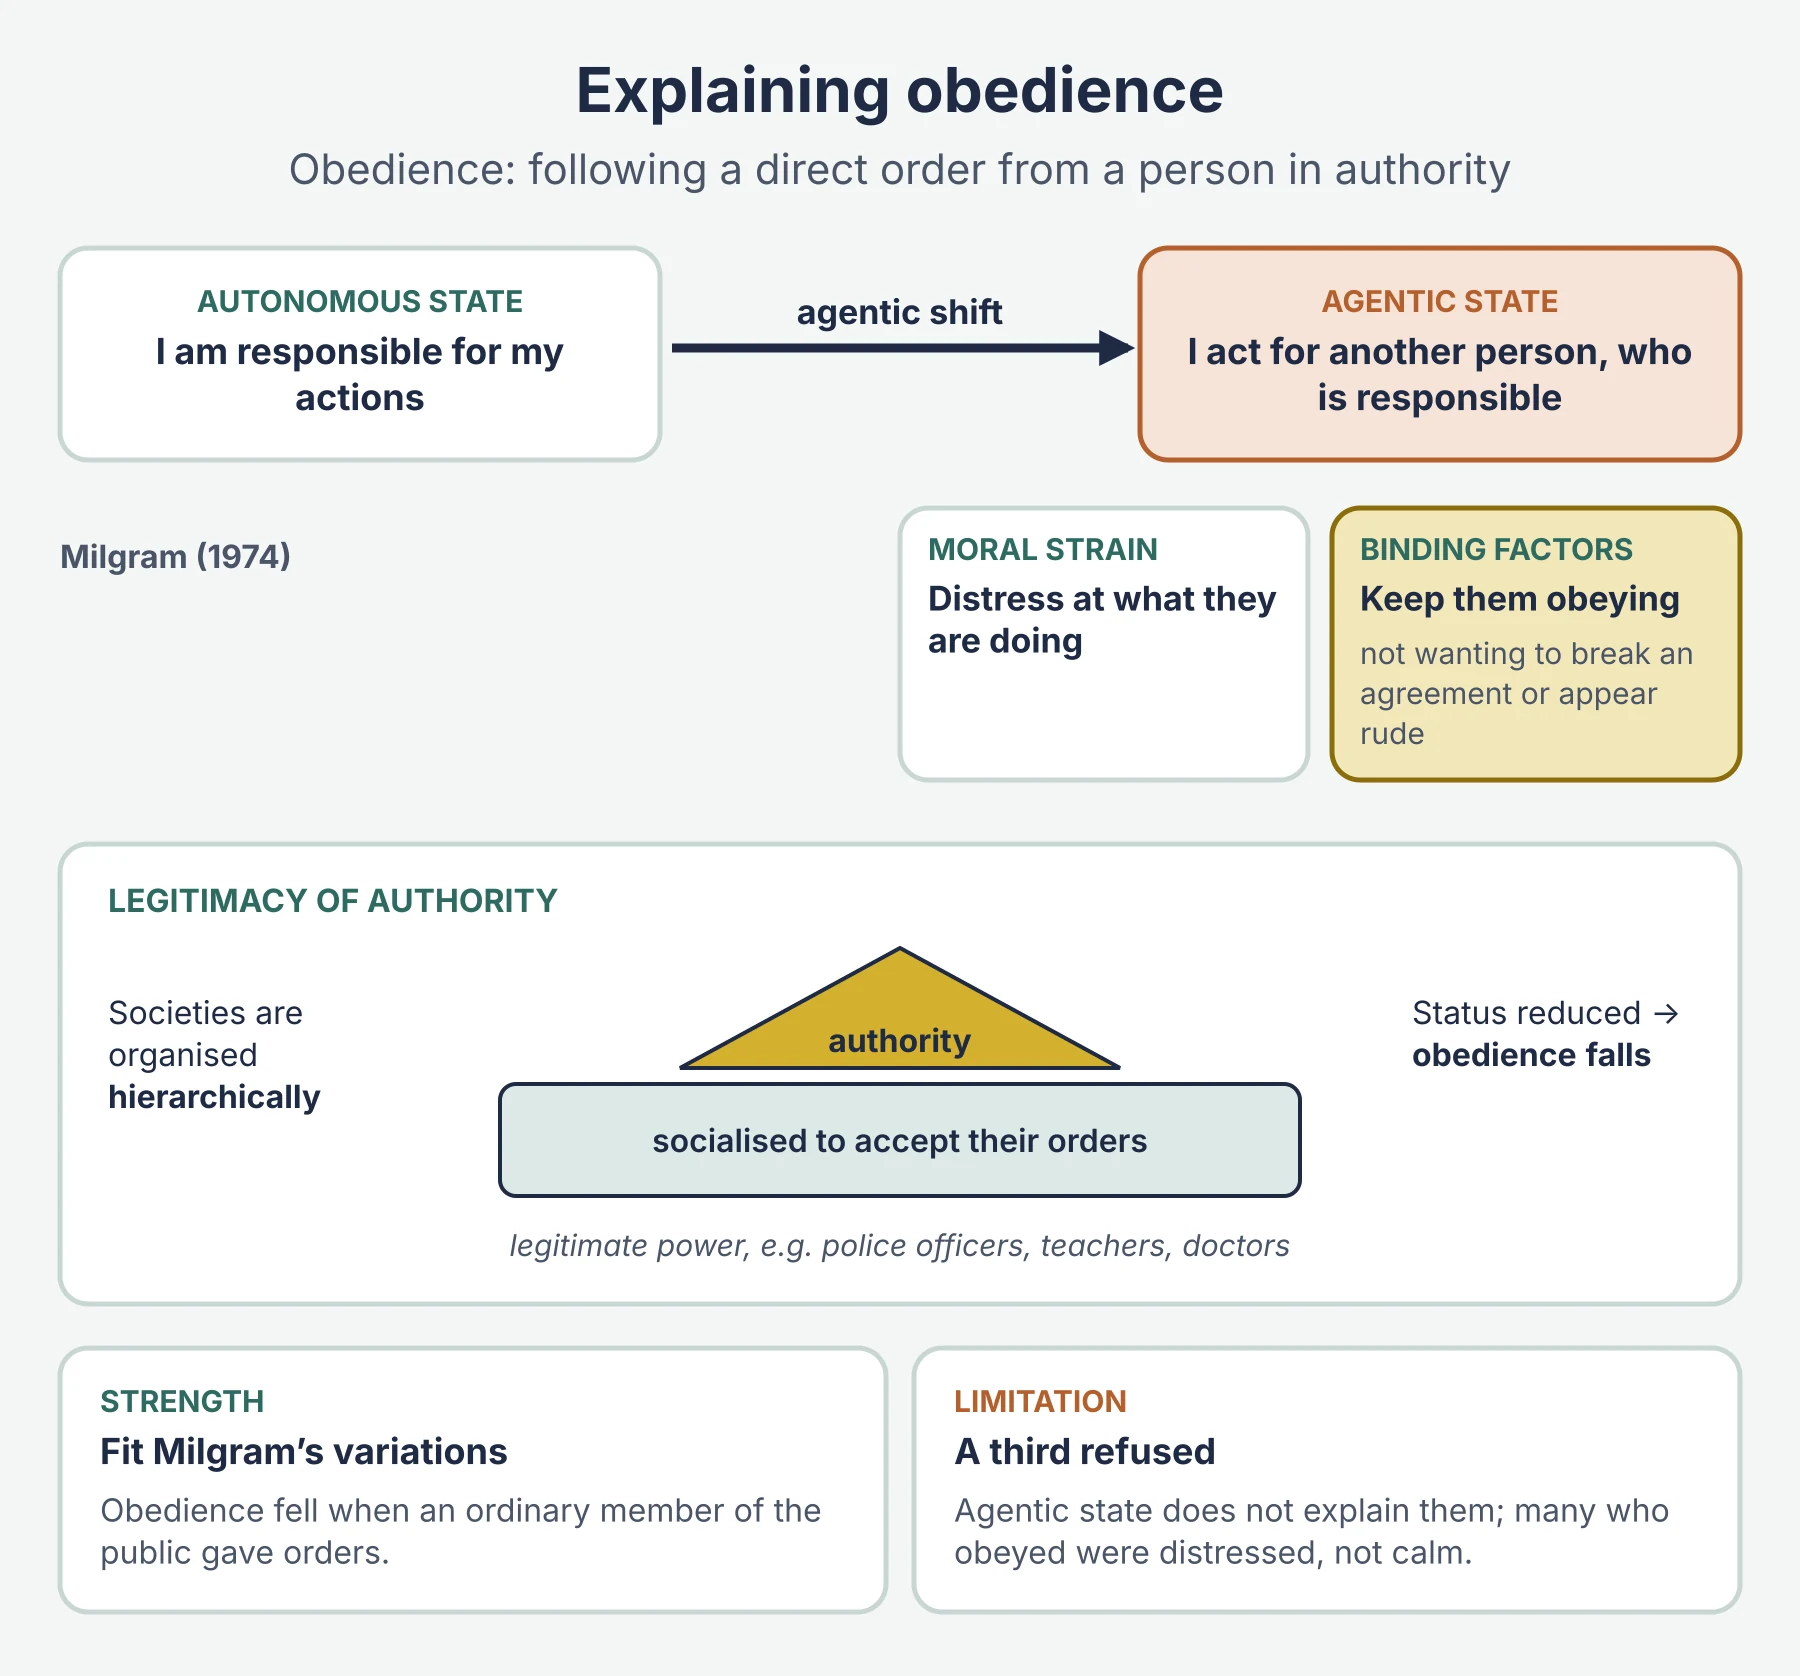 Explaining obedience
Obedience: following a direct order from a person in authority
AUTONOMOUS STATE
I am responsible for my
actions
agentic shift
AGENTIC STATE
I act for another person, who
is responsible
Milgram (1974)
MORAL STRAIN
Distress at what they
are doing
BINDING FACTORS
Keep them obeying
not wanting to break an
agreement or appear
rude
LEGITIMACY OF AUTHORITY
Societies are
organised
hierarchically
authority
socialised to accept their orders
legitimate power, e.g. police officers, teachers, doctors
Status reduced →
obedience falls
STRENGTH
Fit Milgram’s variations
Obedience fell when an ordinary member of the
public gave orders.
LIMITATION
A third refused
Agentic state does not explain them; many who
obeyed were distressed, not calm.